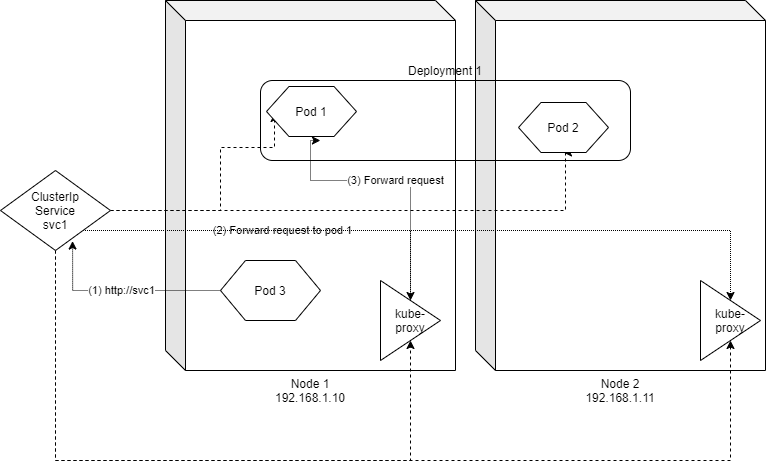 Deployment 1
Pod 1
Pod 2
(3) Forward request
ClusterIp
Service
svc1
(2) Forward request to pod 1
(1) http://svc1
Pod 3
kube-
proxy
kube-
proxy
Node 1
192.168.1.10
Node 2
192.168.1.11